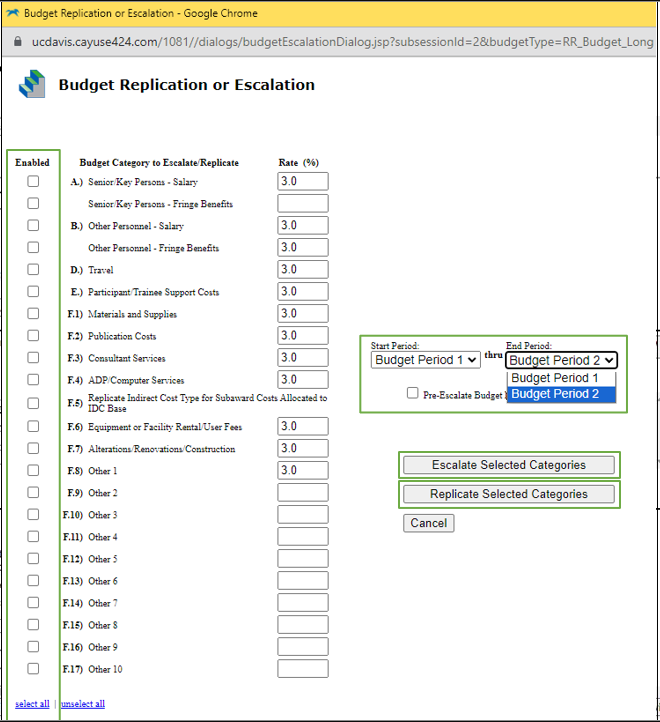 Budget Replication or Escalation - Google Chrome
ucdavis.cayuse424.com/1081//dialogs/budgetEscalationDialog.jsp?subsessionId=2&budgetType=RR_Budget_Long
Budget Replication or Escalation
Enabled Budget Category to Escalate/Replicate Rate (%)
A.) Senior/Key Persons - Salary 3.0
Senior/Key Persons - Fringe Benefits
B.) Other Personnel - Salary 3.0
Other Personnel - Fringe Benefits 3.0
D.) Travel 3.0
E.) Participant/Trainee Support Costs 3.0
F.1) Materials and Supplies 3.0
F.2) Publication Costs 3.0
F.3) Consultant Services 3.0
F.4) ADP/Computer Services 3.0
F.5) Replicate Indirect Cost Type for Subaward Costs Allocated to
IDC Base
F.6) Equipment or Facility Rental/User Fees 3.0
F.7) Alterations/Renovations/Construction 3.0
F.8) Other 1 3.0
F.9) Other 2
F.10) Other 3
F.11) Other 4
F.12) Other 5
F.13) Other 6
F.14) Other 7
F.15) Other 8
F.16) Other 9
F.17) Other 10
select all | unselect all
Start Period: End Period:
Budget Period 1 thru Budget Period 2
Budget Period 1
Budget Period 2
Pre-Escalate Budget
Escalate Selected Categories
Replicate Selected Categories
Cancel